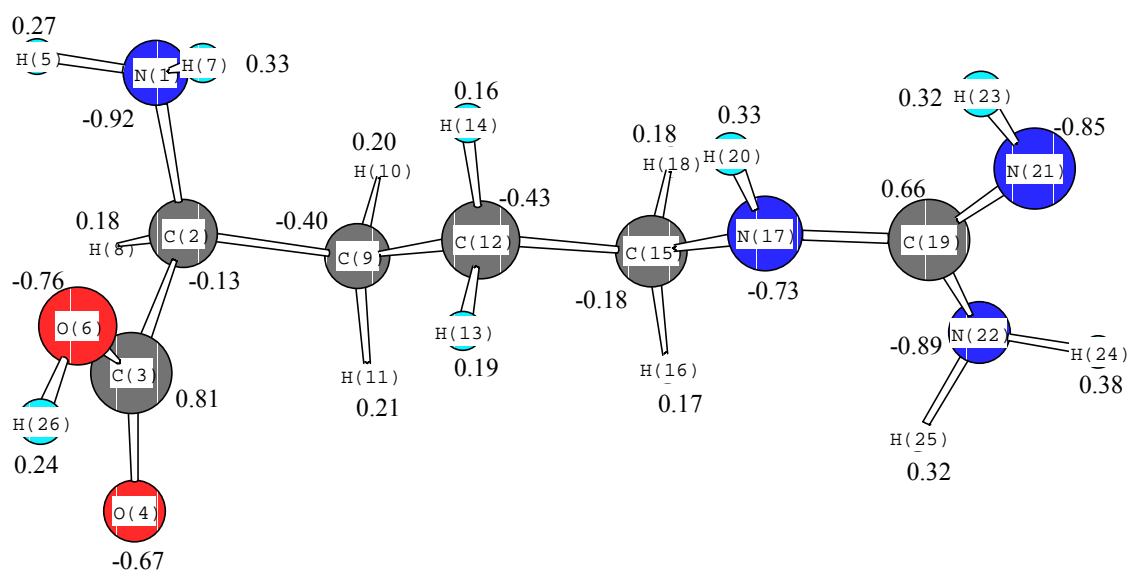 0.27
H(5)
N(1)
H(7)
0.33
-0.92
0.16
H(14)
0.20
H(10)
0.18
H(18)
0.33
H(20)
0.32
H(23)
-0.85
N(21)
0.18
H(8)
C(2)
-0.13
-0.40
C(9)
C(12)
-0.43
C(15)
-0.18
N(17)
-0.73
0.66
C(19)
-0.76
O(6)
C(3)
0.81
H(13)
0.19
H(11)
0.21
H(16)
0.17
-0.89
N(22)
H(24)
0.38
H(25)
0.32
H(26)
0.24
O(4)
-0.67